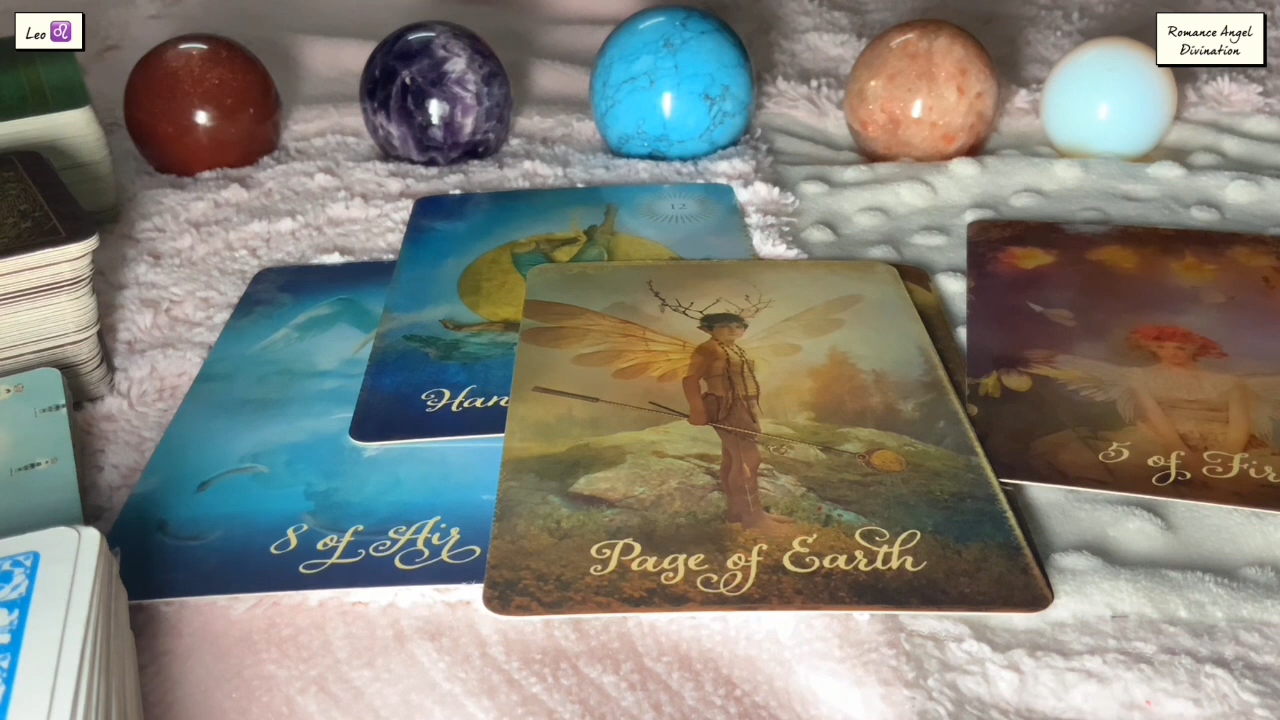 Leo ♌
Romance Angel
Divination
12
Han
8 of Air
Page of Earth
5 of Fir